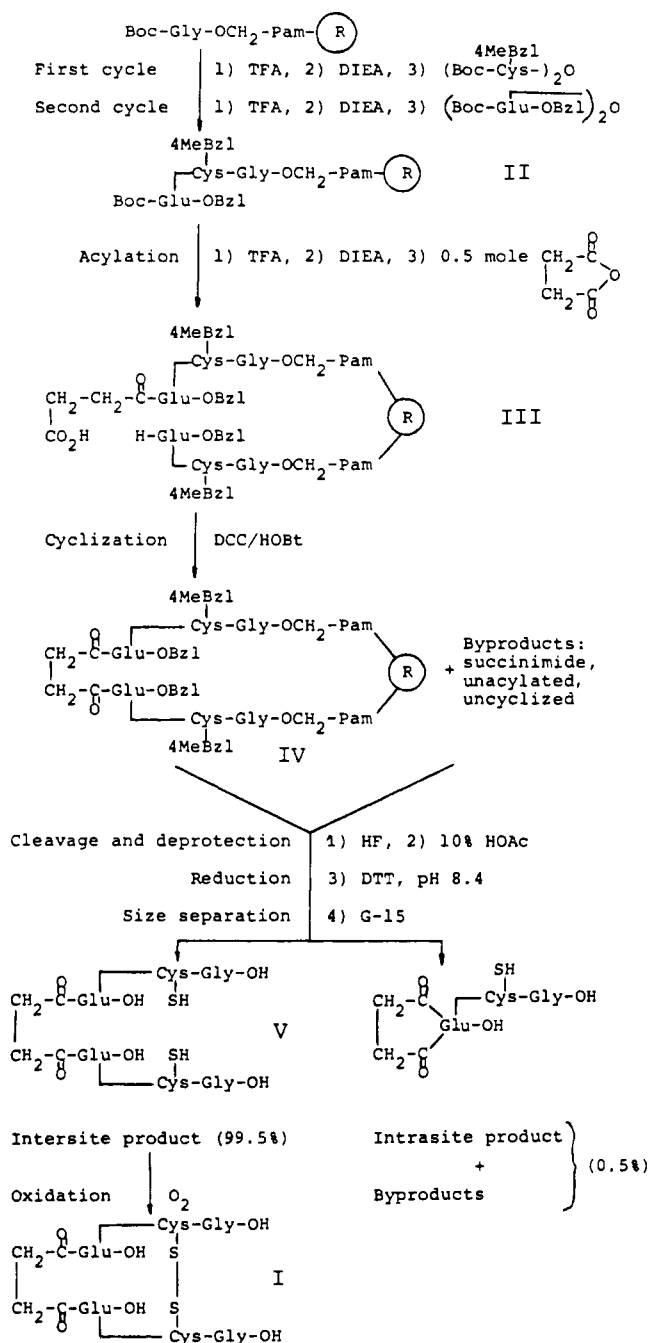 Boc-Gly-OCH2-Pam-R
4MeBzl
First cycle 1) TFA, 2) DIEA, 3) (Boc-Cys-)2O
Second cycle 1) TFA, 2) DIEA, 3) (Boc-Glu-OBzl)2O
4MeBzl
Cys-Gly-OCH2-Pam-R II
Boc-Glu-OBzl
Acylation 1) TFA, 2) DIEA, 3) 0.5 mole CH2-C O
O
CH2-C
O
4MeBzl
Cys-Gly-OCH2-Pam
O
CH2-CH2-C-Glu-OBzl
R III
CO2H H-Glu-OBzl
Cys-Gly-OCH2-Pam
4MeBzl
Cyclization DCC/HOBt
4MeBzl
Cys-Gly-OCH2-Pam
O
CH2-C-Glu-OBzl
R + Byproducts:
succinimide,
unacylated,
uncyclized
CH2-C-Glu-OBzl
O
Cys-Gly-OCH2-Pam
4MeBzl
IV
Cleavage and deprotection 1) HF, 2) 10% HOAc
Reduction 3) DTT, pH 8.4
Size separation 4) G-15
Cys-Gly-OH
O
CH2-C-Glu-OH SH
V
CH2-C-Glu-OH SH
O
Cys-Gly-OH
SH
O Cys-Gly-OH
CH2-C
Glu-OH
CH2-C
O
Intersite product (99.5%)
Intrasite product
+
Byproducts
(0.5%)
Oxidation O2
Cys-Gly-OH
O
CH2-C-Glu-OH S
I
CH2-C-Glu-OH S
O
Cys-Gly-OH